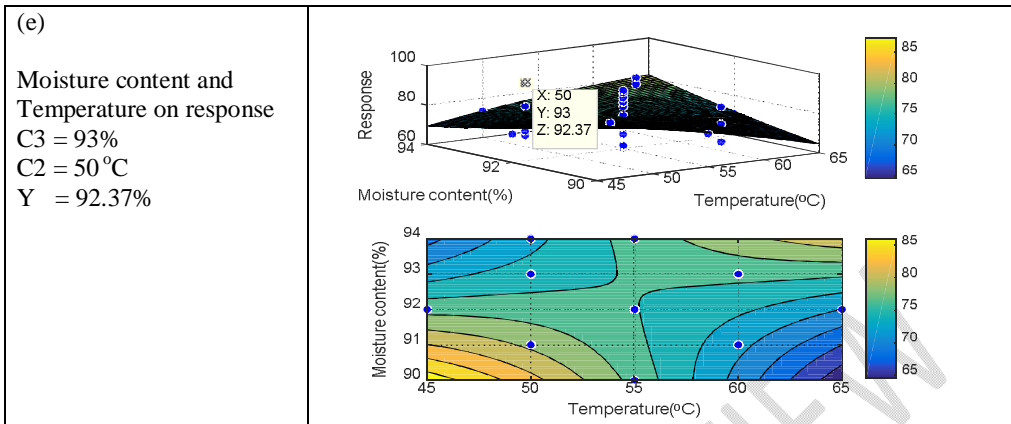 (e)
Moisture content and
Temperature on response
C3 = 93%
C2 = 50 °C
Y = 92.37%
100
80
60
Response
94
92
90
Moisture content(%)
45
50
55
60
65
Temperature(ºC)
X: 50
Y: 93
Z: 92.37
85
80
75
70
65
94
93
92
91
90
Moisture content(%)
45
50
55
60
65
Temperature(ºC)
85
80
75
70
65
VIEW